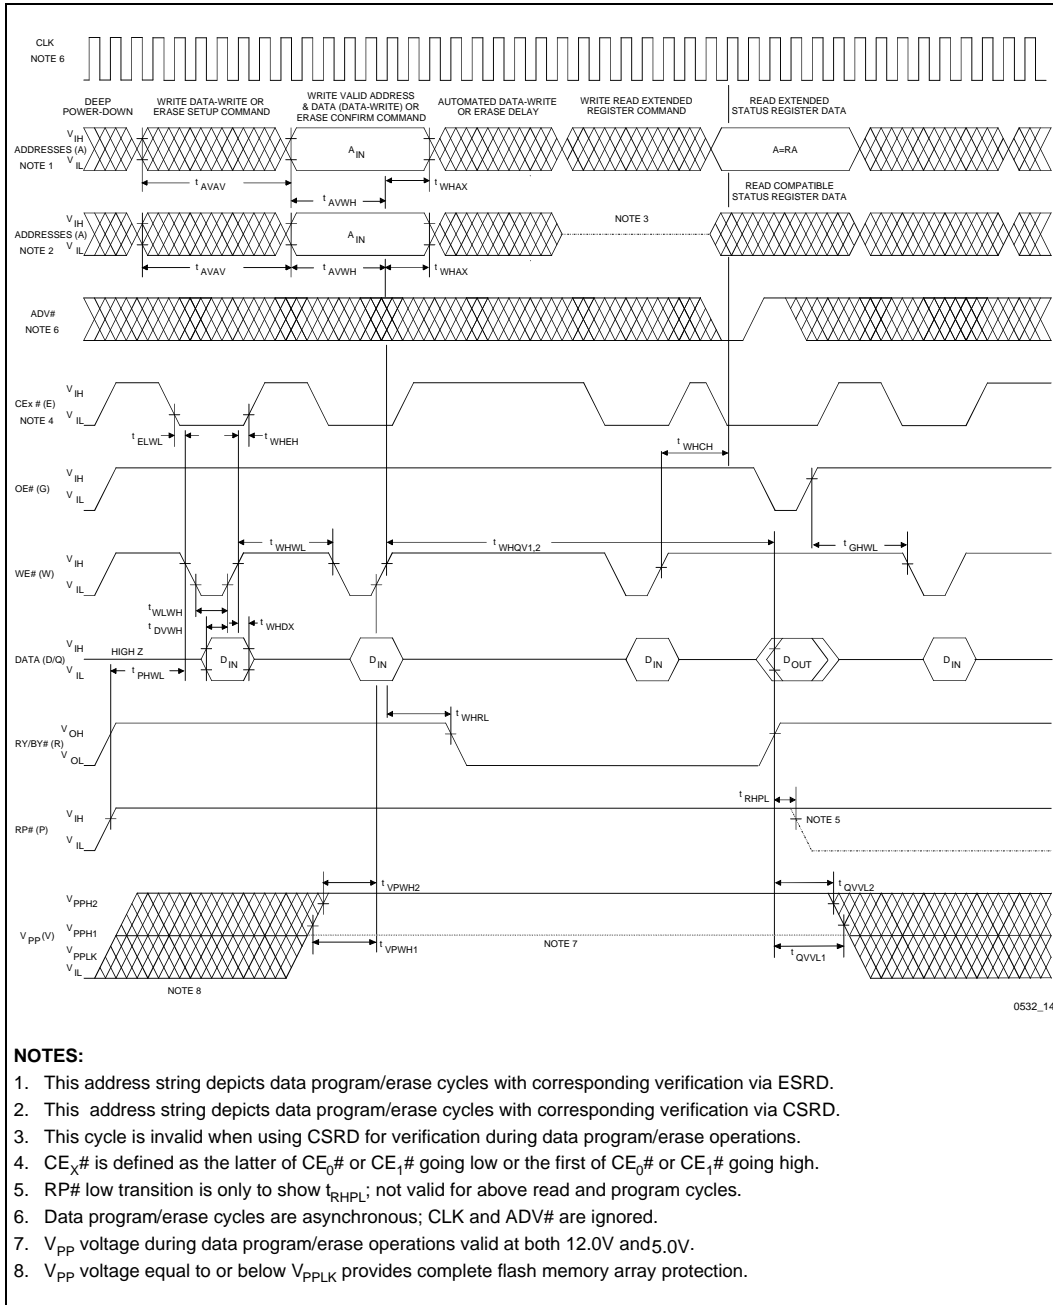 CLK
NOTE 6
DEEP
POWER-DOWN
WRITE DATA-WRITE OR
ERASE SETUP COMMAND
WRITE VALID ADDRESS
& DATA (DATA-WRITE) OR
ERASE CONFIRM COMMAND
AUTOMATED DATA-WRITE
OR ERASE DELAY
WRITE READ EXTENDED
REGISTER COMMAND
READ EXTENDED
STATUS REGISTER DATA
V IH
ADDRESSES (A)
NOTE 1
V IL
A IN
A=RA
t AVAV
t AVWH
t WHAX
READ COMPATIBLE
STATUS REGISTER DATA
V IH
ADDRESSES (A)
NOTE 2
V IL
A IN
NOTE 3
t AVAV
t AVWH
t WHAX
ADV#
NOTE 6
V IH
CEx # (E)
NOTE 4
V IL
t ELWL
t WHEH
t WHCH
V IH
OE# (G)
V IL
t WHWL
t WHQV1,2
t GHWL
V IH
WE# (W)
V IL
t WLWH
t DVWH
t WHDX
V IH
DATA (D/Q)
V IL
HIGH Z
D IN
D IN
D IN
D OUT
D IN
t PHWL
t WHRL
V OH
RY/BY# (R)
V OL
t RHPL
V IH
RP# (P)
V IL
NOTE 5
t VPWH2
t QVVL2
V PPH2
V PP (V)
V PPH1
V PPLK
V IL
t VPWH1
NOTE 7
t QVVL1
NOTE 8
0532_14
NOTES:
1. This address string depicts data program/erase cycles with corresponding verification via ESRD.
2. This address string depicts data program/erase cycles with corresponding verification via CSRD.
3. This cycle is invalid when using CSRD for verification during data program/erase operations.
4. CEX# is defined as the latter of CE0# or CE1# going low or the first of CE0# or CE1# going high.
5. RP# low transition is only to show tRHPL; not valid for above read and program cycles.
6. Data program/erase cycles are asynchronous; CLK and ADV# are ignored.
7. VPP voltage during data program/erase operations valid at both 12.0V and5.0V.
8. VPP voltage equal to or below VPPLK provides complete flash memory array protection.